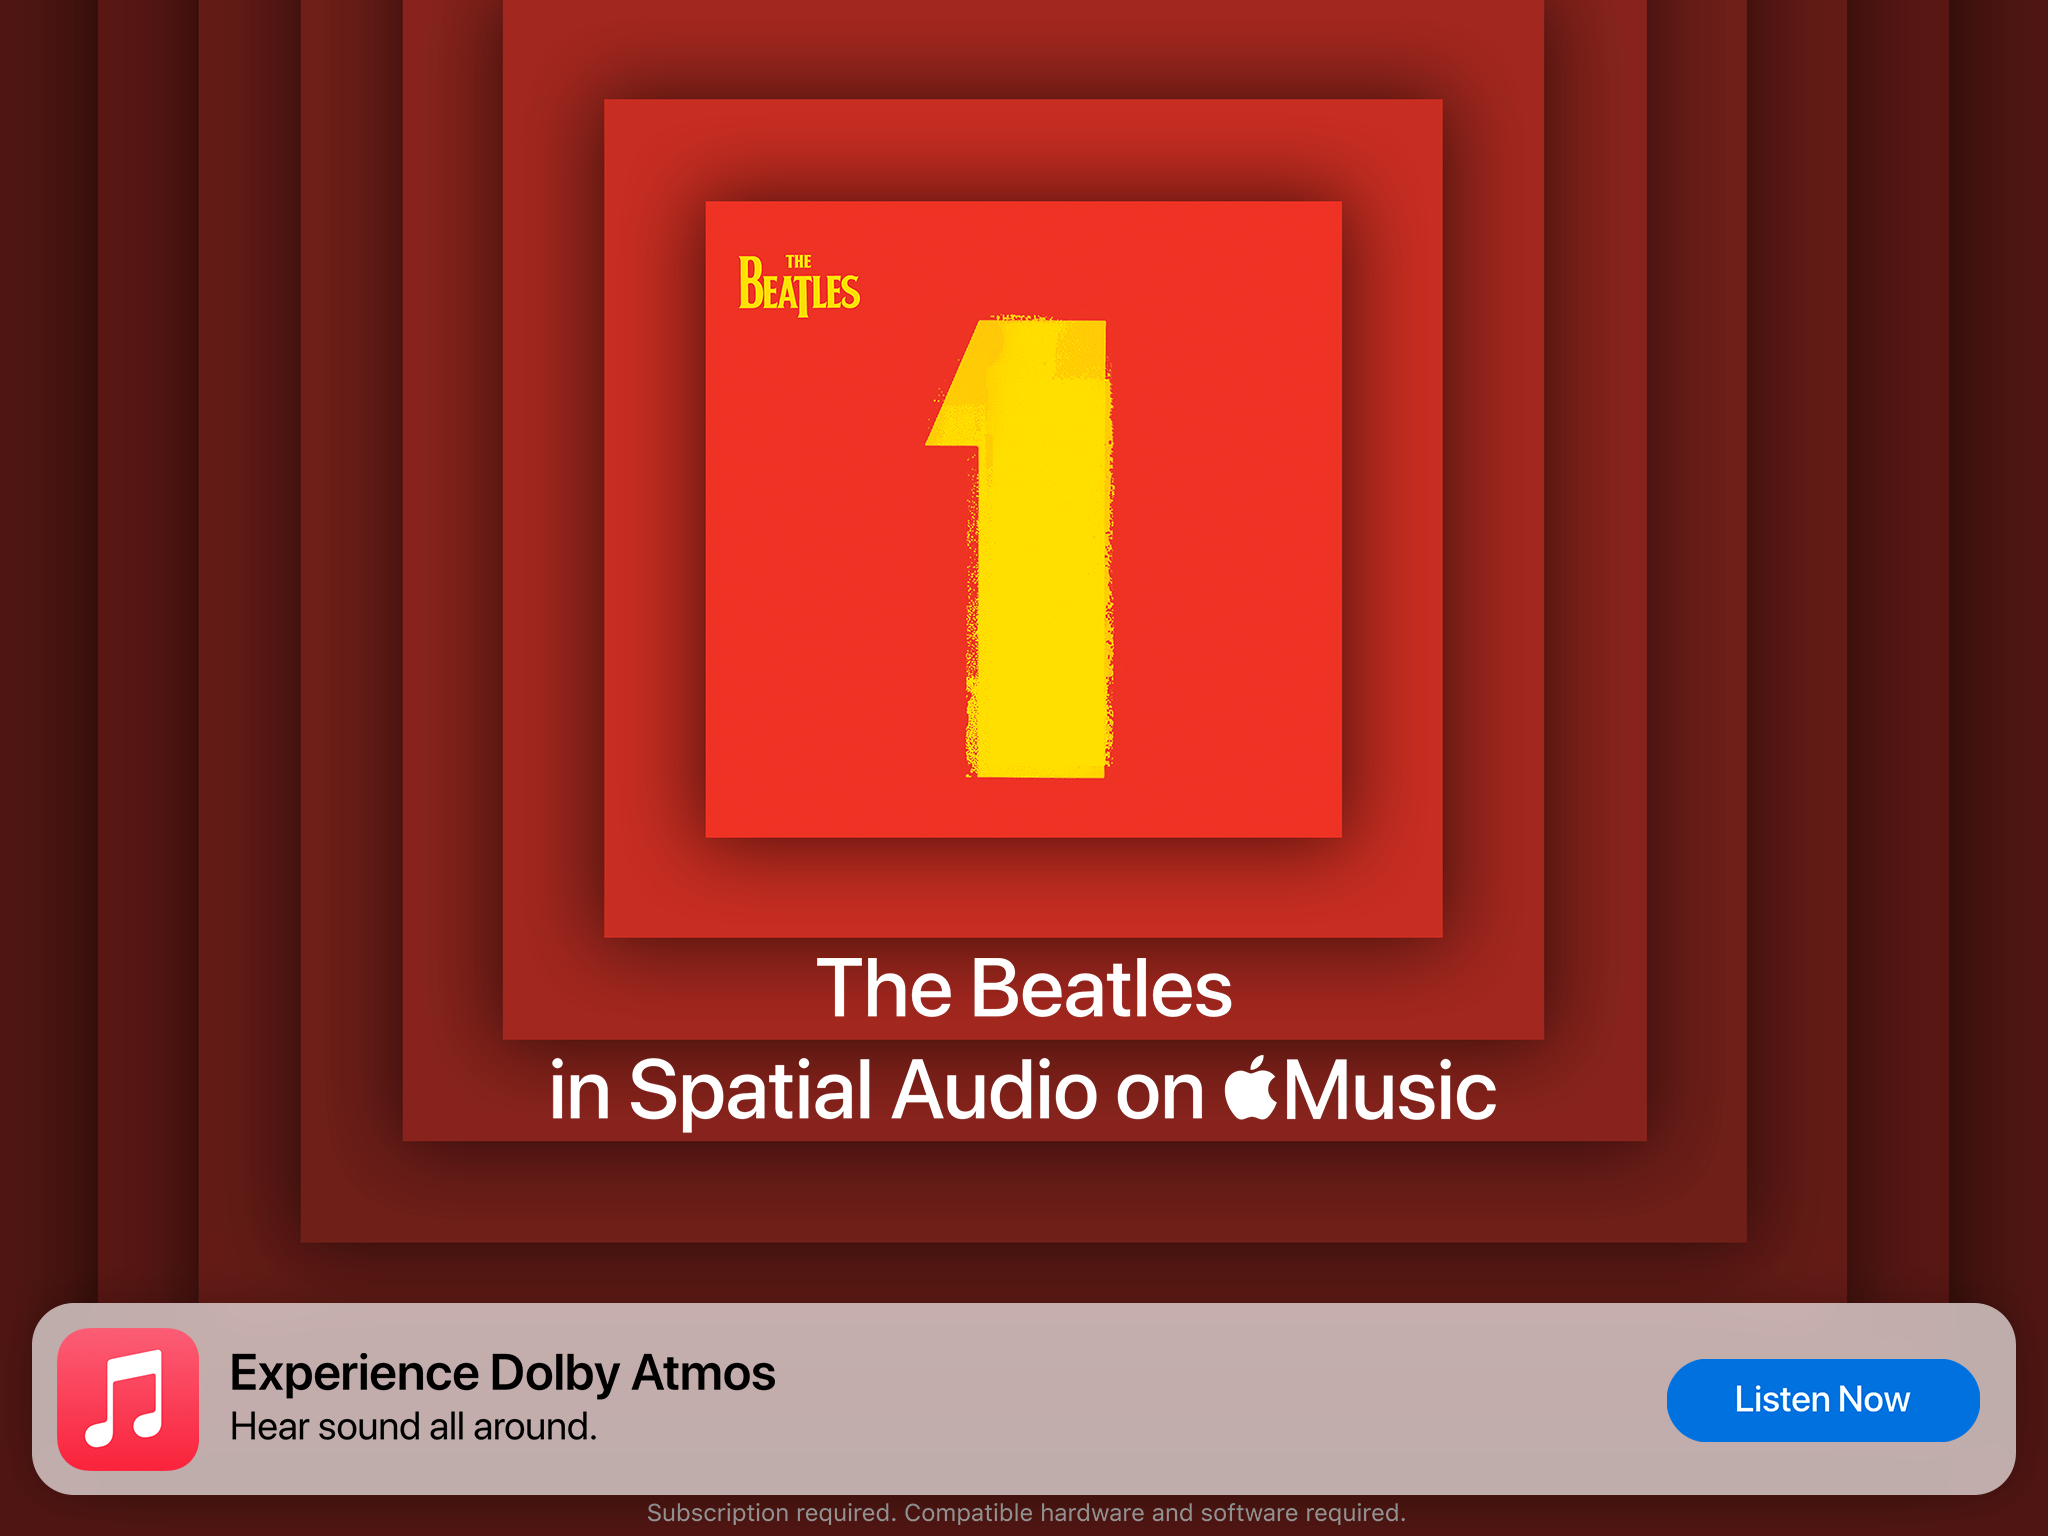 THE
BEATLES
1
The Beatles
in Spatial Audio on Music
Experience Dolby Atmos
Hear sound all around.
Listen Now
Subscription required. Compatible hardware and software required.